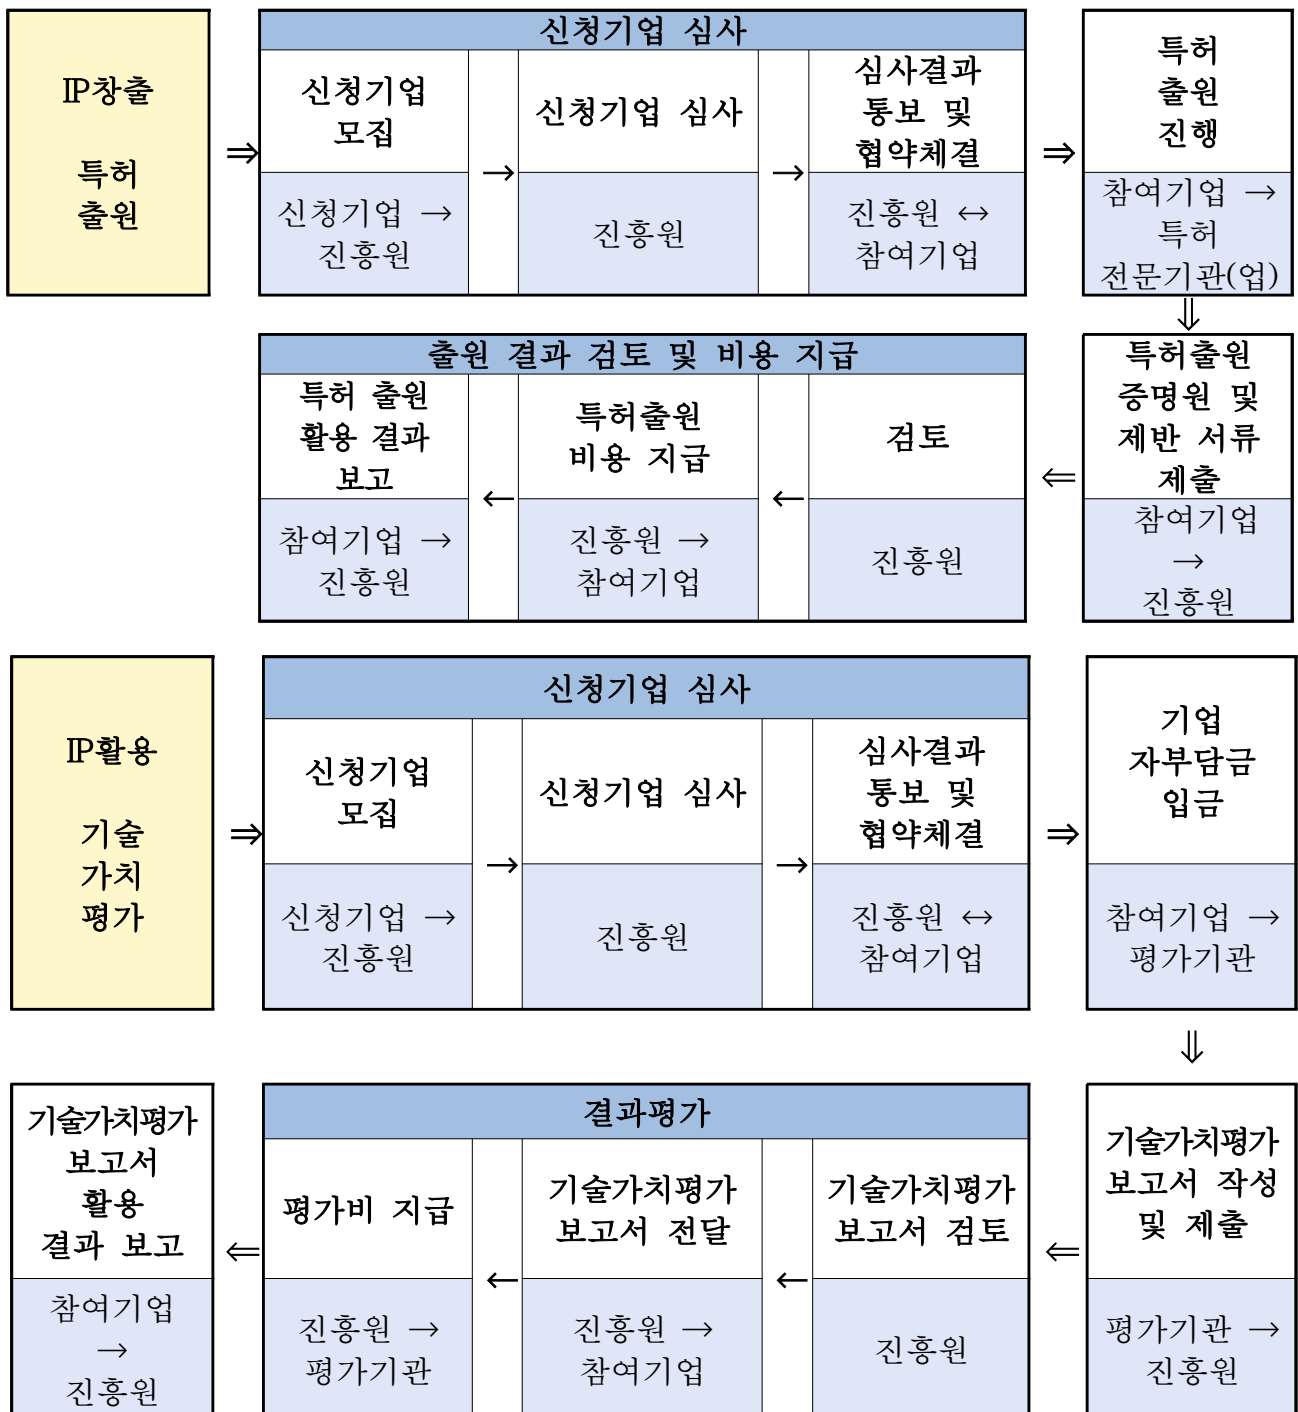 IP창출
특허
출원
⇒
신청기업 심사
신청기업
모집
신청기업 →
진흥원
→
신청기업 심사
진흥원
→
심사결과
통보 및
협약체결
진흥원 ↔
참여기업
⇒
특허
출원
진행
참여기업 →
특허
전문기관(업)
⇓
특허출원
증명원 및
제반 서류
제출
참여기업
→
진흥원
⇐
출원 결과 검토 및 비용 지급
검토
진흥원
←
특허출원
비용 지급
진흥원 →
참여기업
←
특허 출원
활용 결과
보고
참여기업 →
진흥원
IP활용
기술
가치
평가
⇒
신청기업 심사
신청기업
모집
신청기업 →
진흥원
→
신청기업 심사
진흥원
→
심사결과
통보 및
협약체결
진흥원 ↔
참여기업
⇒
기업
자부담금
입금
참여기업 →
평가기관
⇓
기술가치평가
보고서 작성
및 제출
평가기관 →
진흥원
⇐
결과평가
기술가치평가
보고서 검토
진흥원
←
기술가치평가
보고서 전달
진흥원 →
참여기업
←
평가비 지급
진흥원 →
평가기관
⇐
기술가치평가
보고서
활용
결과 보고
참여기업
→
진흥원